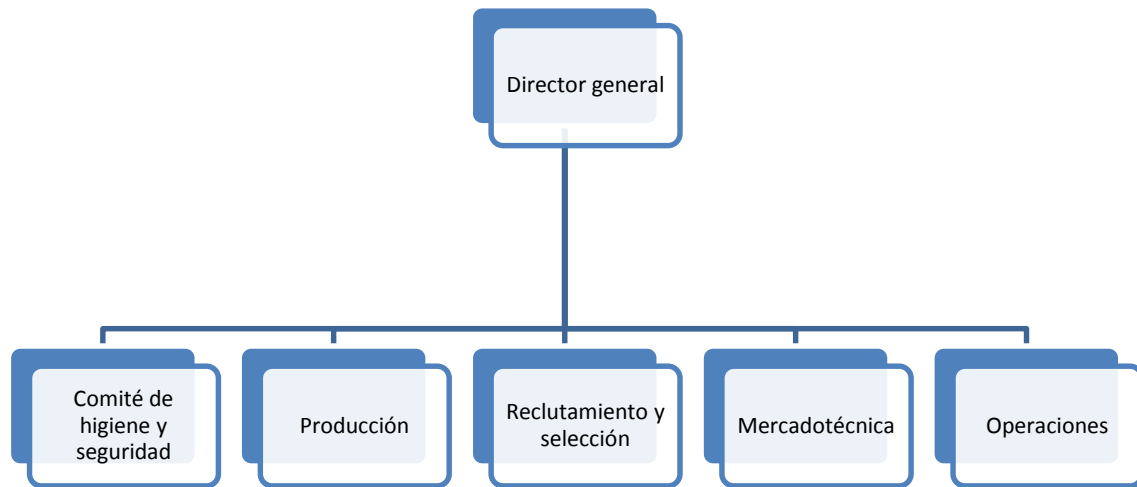 Director general
Comité de
higiene y
seguridad
Producción
Reclutamiento y
selección
Mercadotécnica
Operaciones